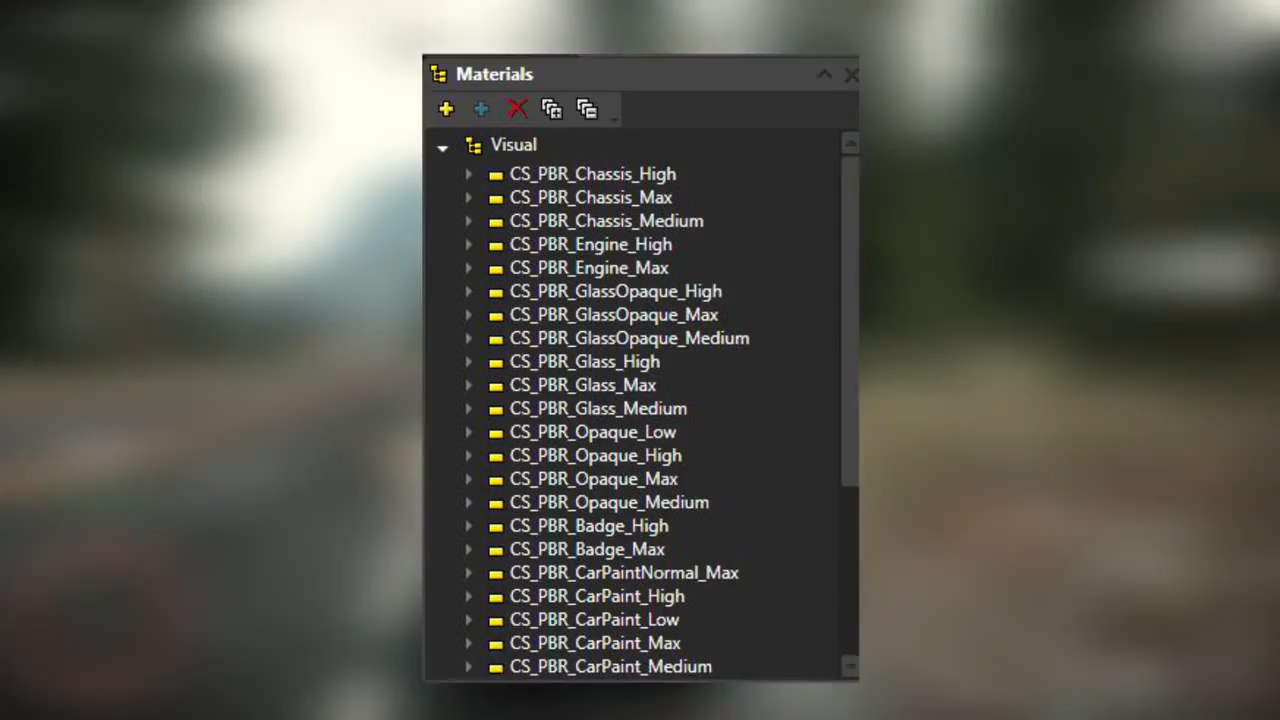 Materials
Visual
CS_PBR_Chassis_High
CS_PBR_Chassis_Max
CS_PBR_Chassis_Medium
CS_PBR_Engine_High
CS_PBR_Engine_Max
CS_PBR_GlassOpaque_High
CS_PBR_GlassOpaque_Max
CS_PBR_GlassOpaque_Medium
CS_PBR_Glass_High
CS_PBR_Glass_Max
CS_PBR_Glass_Medium
CS_PBR_Opaque_Low
CS_PBR_Opaque_High
CS_PBR_Opaque_Max
CS_PBR_Opaque_Medium
CS_PBR_Badge_High
CS_PBR_Badge_Max
CS_PBR_CarPaintNormal_Max
CS_PBR_CarPaint_High
CS_PBR_CarPaint_Low
CS_PBR_CarPaint_Max
CS_PBR_CarPaint_Medium